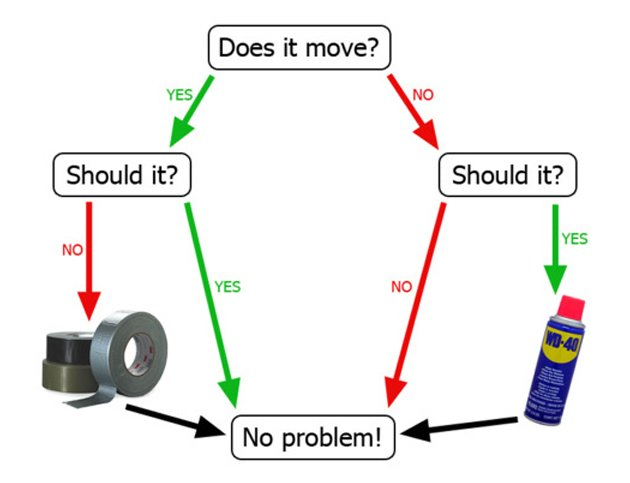 Does it move?
YES
NO
Should it?
Should it?
NO
YES
NO
YES
WD-40
No problem!